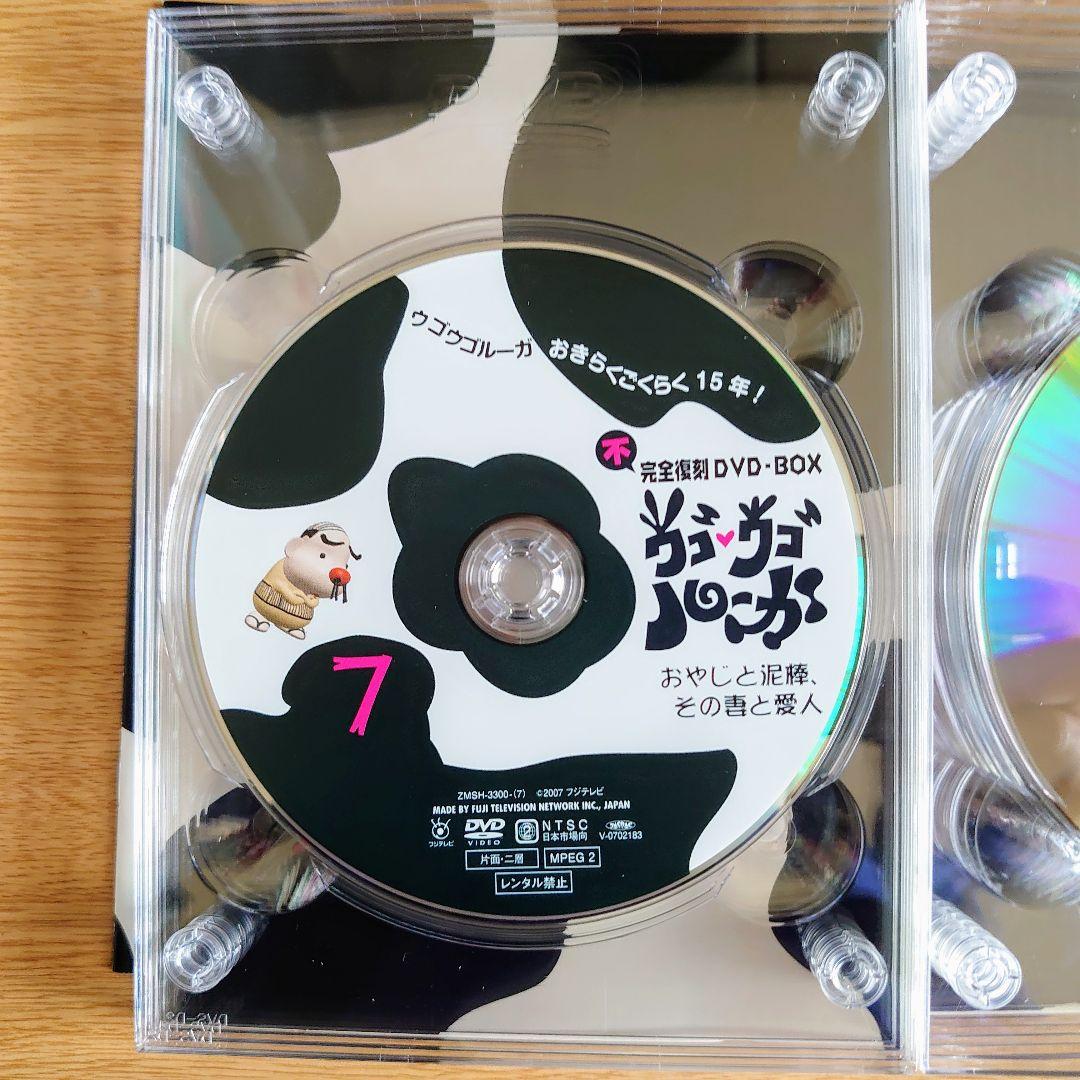 ウゴウゴルーガ おきらくごくらく15年!
不 完全復刻DVD-BOX
ウゴ・ウゴ
ルーガ
おやじと泥棒、
その妻と愛人
7
ZMSH-3300-(7) ©2007 フジテレビ
MADE BY FUJI TELEVISION NETWORK INC., JAPAN
フジテレビ DVD VIDEO 2 NTSC 日本市場向 V-0702183
片面・二層 MPEG 2
レンタル禁止